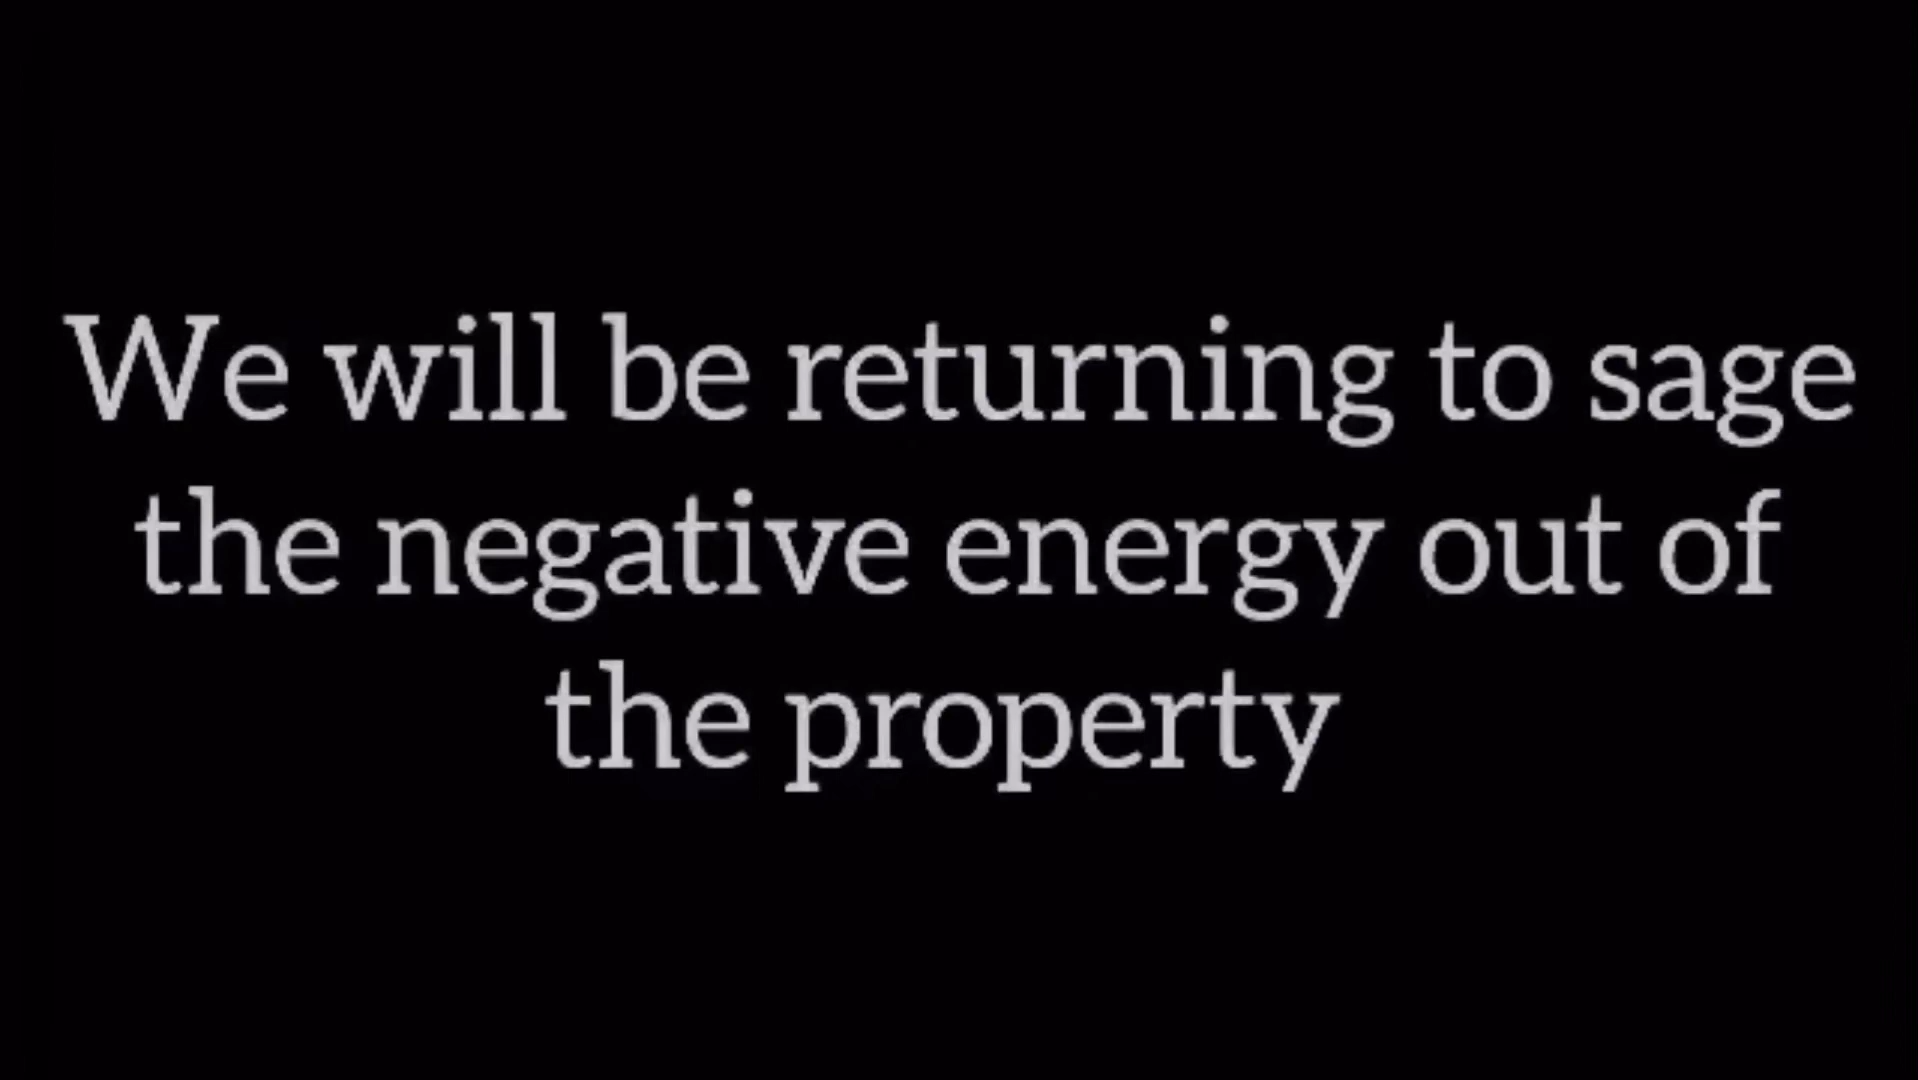 We will be returning to sage
the negative energy out of
the property